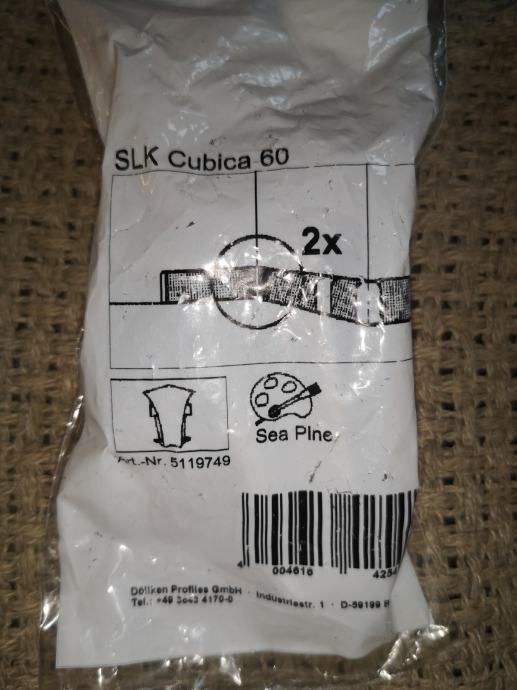 SLK Cubica 60
2x
Sea Pine
Art.-Nr. 5119749
4 004616
Döllken Profiles GmbH · Industriestr. 1 · D-59199
Tel.: +49
4170-0